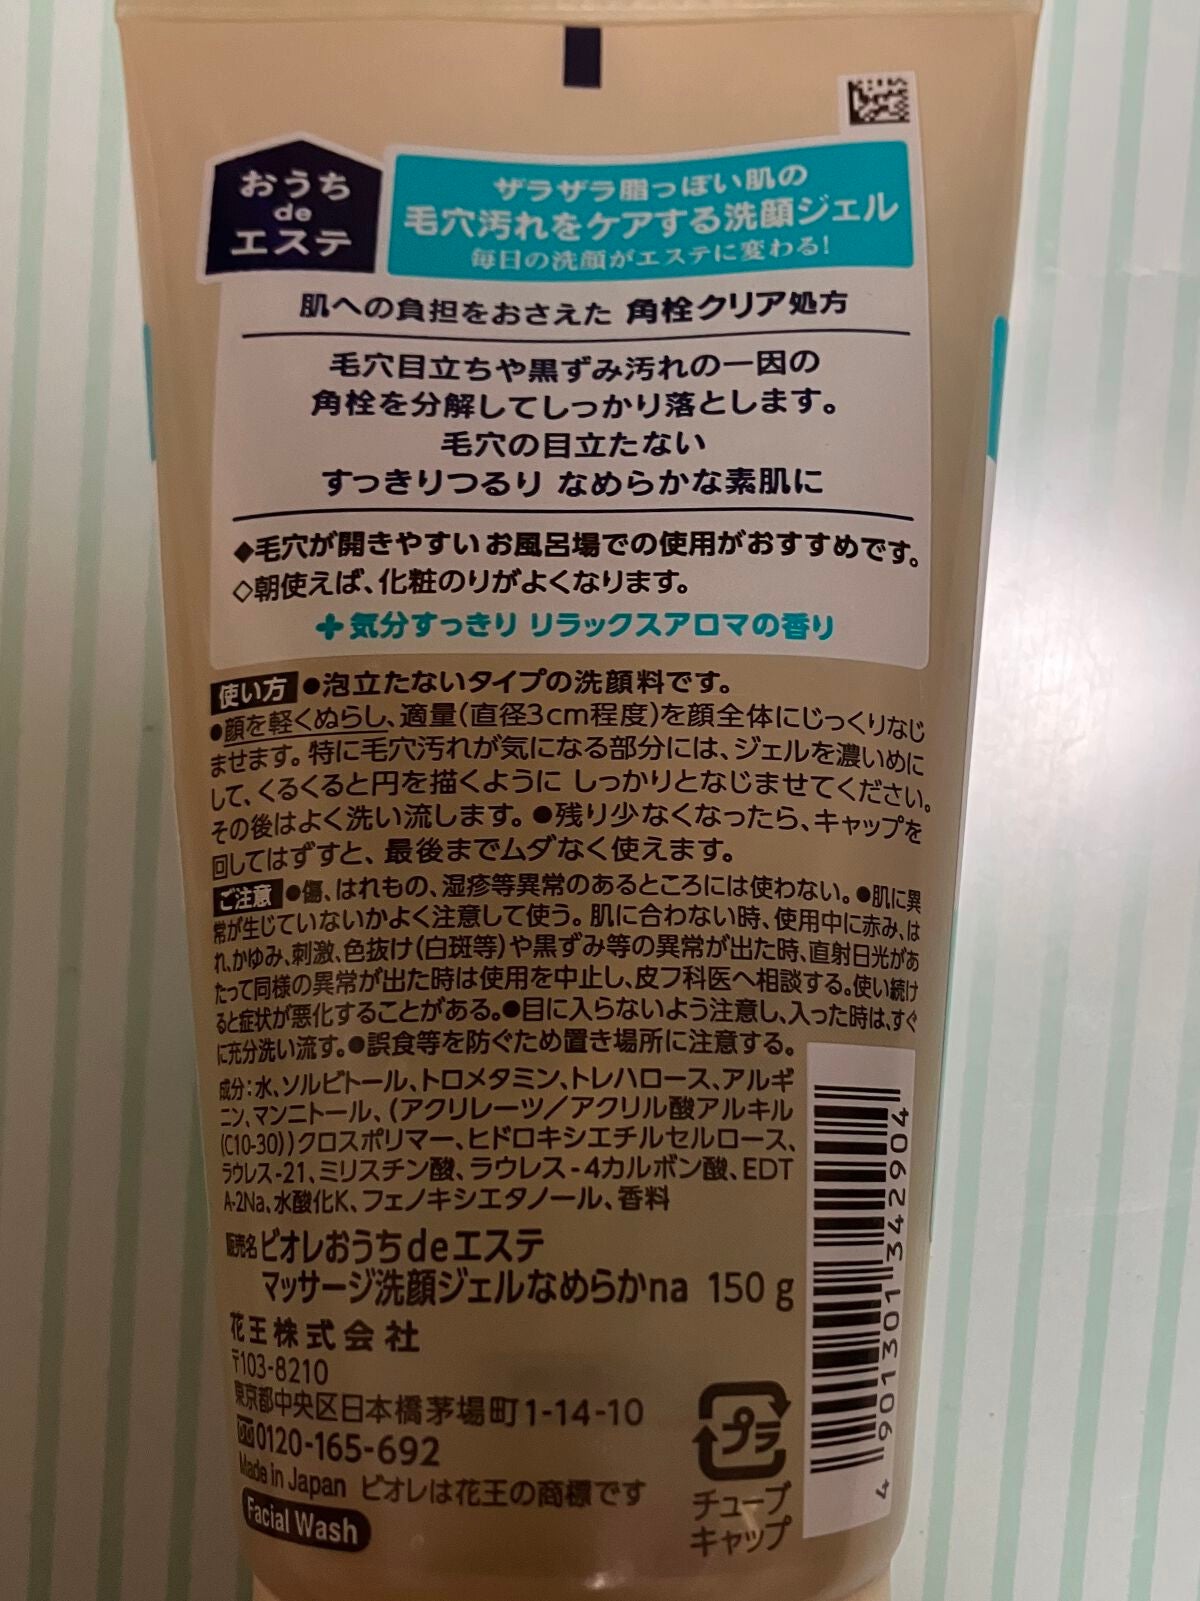 おうち
de
エステ
ザラザラ脂っぽい肌の
毛穴汚れをケアする洗顔ジェル
毎日の洗顔がエステに変わる!
肌への負担をおさえた 角栓クリア処方
毛穴目立ちや黒ずみ汚れの一因の
角栓を分解してしっかり落とします。
毛穴の目立たない
すっきりつるり なめらかな素肌に
◆毛穴が開きやすいお風呂場での使用がおすすめです。
◇朝使えば、化粧のりがよくなります。
+気分すっきり リラックスアロマの香り
使い方 ●泡立たないタイプの洗顔料です。
●顔を軽くぬらし、適量(直径3cm程度)を顔全体にじっくりなじ
ませます。特に毛穴汚れが気になる部分には、ジェルを濃いめに
して、くるくると円を描くように しっかりとなじませてください。
その後はよく洗い流します。●残り少なくなったら、キャップを
回してはずすと、最後までムダなく使えます。
ご注意 ●傷、はれもの、湿疹等異常のあるところには使わない。●肌に異
常が生じていないかよく注意して使う。肌に合わない時、使用中に赤み、は
れ、かゆみ、刺激、色抜け(白斑等)や黒ずみ等の異常が出た時、直射日光があ
たって同様の異常が出た時は使用を中止し、皮フ科医へ相談する。使い続け
ると症状が悪化することがある。●目に入らないよう注意し、入った時は、すぐ
に充分洗い流す。●誤食等を防ぐため置き場所に注意する。
成分:水、ソルビトール、トロメタミン、トレハロース、アルギ
ニン、マンニトール、(アクリレーツ/アクリル酸アルキル
(C10-30))クロスポリマー、ヒドロキシエチルセルロース、
ラウレス-21、ミリスチン酸、ラウレス-4カルボン酸、EDT
A-2Na、水酸化K、フェノキシエタノール、香料
販売名 ビオレおうちdeエステ
マッサージ洗顔ジェルなめらかna 150g
花王株式会社
〒103-8210
東京都中央区日本橋茅場町1-14-10
0120-165-692
Made in Japan ビオレは花王の商標です
Facial Wash
プラ
チューブ
キャップ
4 901301 342904